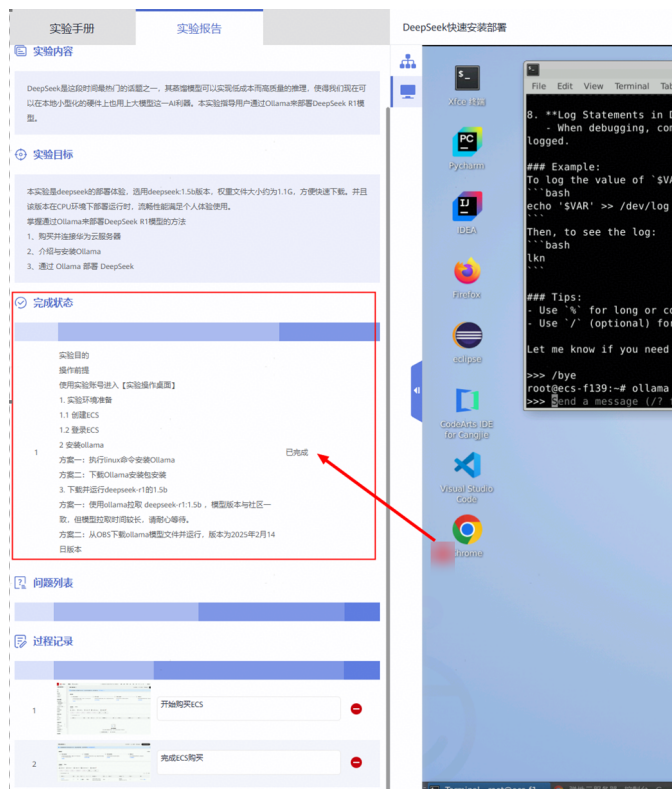 实验手册
实验报告
DeepSeek快速安装部署
实验内容
DeepSeek是这段时间最热门的话题之一，其蒸馏模型可以实现低成本而高质量的推理，使得我们现在可
以在本地小型化的硬件上也用上大模型这一AI利器。本实验指导用户通过Ollama来部署DeepSeek R1模
型。
实验目标
本实验是deepseek的部署体验，选用deepseek:1.5b版本，权重文件大小约为1.1G，方便快速下载。并且
该版本在CPU环境下部署运行时，流畅性能满足个人体验使用。
掌握通过Ollama来部署DeepSeek R1模型的方法
1、购买并连接华为云服务器
2、介绍与安装Ollama
3、通过 Ollama 部署 DeepSeek
完成状态
实验目的
操作前提
使用实验账号进入【实验操作桌面】
1. 实验环境准备
1.1 创建ECS
1.2 登录ECS
2 安装ollama
1
已完成
方案一：执行linux命令安装Ollama
方案二：下载Ollama安装包安装
3. 下载并运行deepseek-r1的1.5b
方案一：使用ollama拉取 deepseek-r1:1.5b ，模型版本与社区一
致，但模型拉取时间较长，请耐心等待。
方案二：从OBS下载ollama模型文件并运行，版本为2025年2月14
日版本
问题列表
过程记录
1
开始购买ECS
2
完成ECS购买
Xfce 终端
Pycharm
IDEA
Firefox
eclipse
CodeArts IDE
for Cangjie
Visual Studio
Code
Chrome
File Edit View Terminal Tab
8. **Log Statements in D
- When debugging, con
logged.
### Example:
To log the value of `$VA
```bash
echo '$VAR' >> /dev/log
```
Then, to see the log:
```bash
lkn
```
### Tips:
- Use `%` for long or co
- Use `/` (optional) for
Let me know if you need
>>> /bye
root@ecs-f139:~# ollama
>>> Send a message (/? f